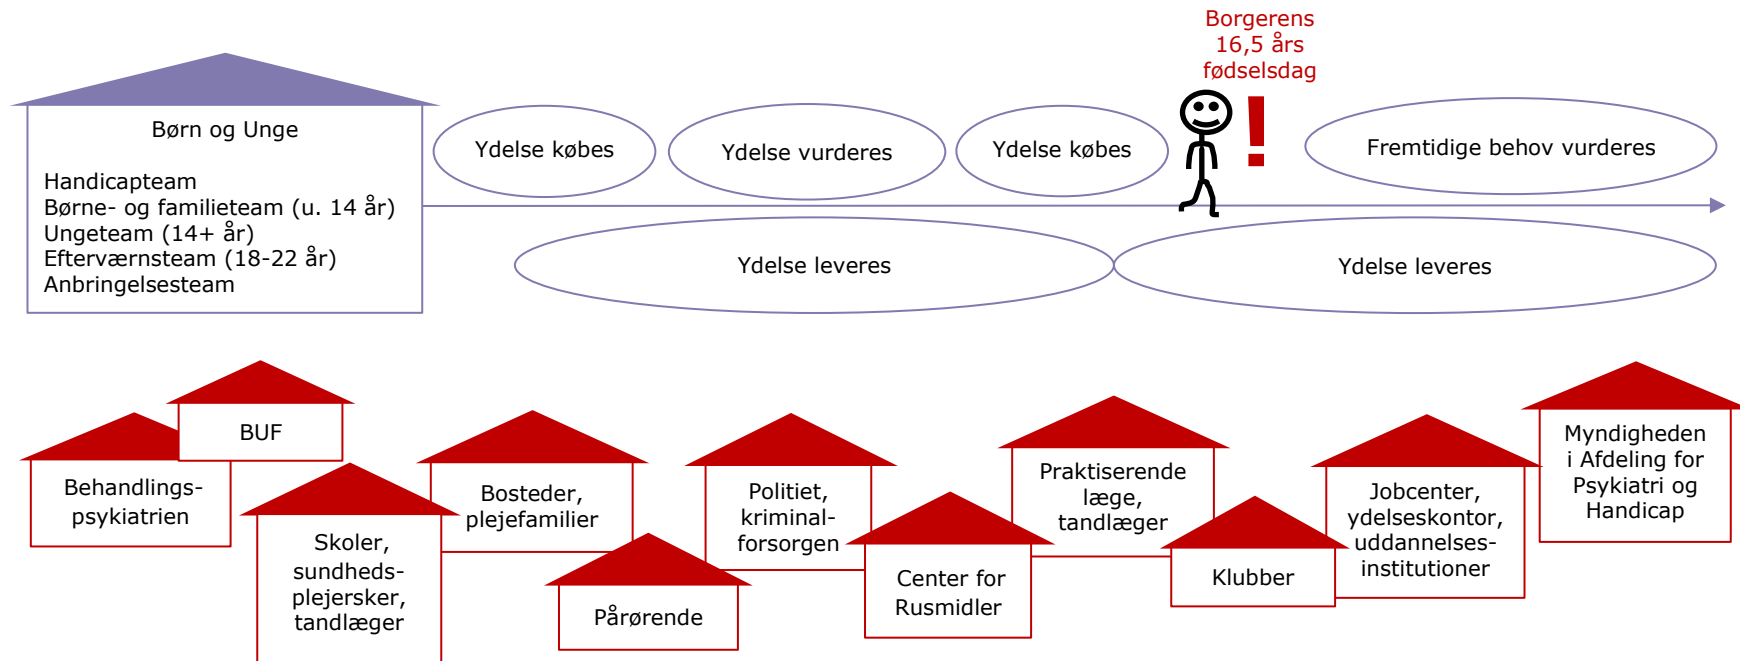 Borgerens
16,5 års
fødselsdag
Børn og Unge
Handicapteam
Børne- og familieteam (u. 14 år)
Ungeteam (14+ år)
Efterværnsteam (18-22 år)
Anbringelsesteam
Ydelse købes
Ydelse vurderes
Ydelse købes
!
Fremtidige behov vurderes
Ydelse leveres
Ydelse leveres
Behandlings-
psykiatrien
BUF
Skoler,
sundheds-
plejersker,
tandlæger
Bosteder,
plejefamilier
Pårørende
Politiet,
kriminal-
forsorgen
Center for
Rusmidler
Praktiserende
læge,
tandlæger
Klubber
Jobcenter,
ydelseskontor,
uddannelses-
institutioner
Myndigheden
i Afdeling for
Psykiatri og
Handicap